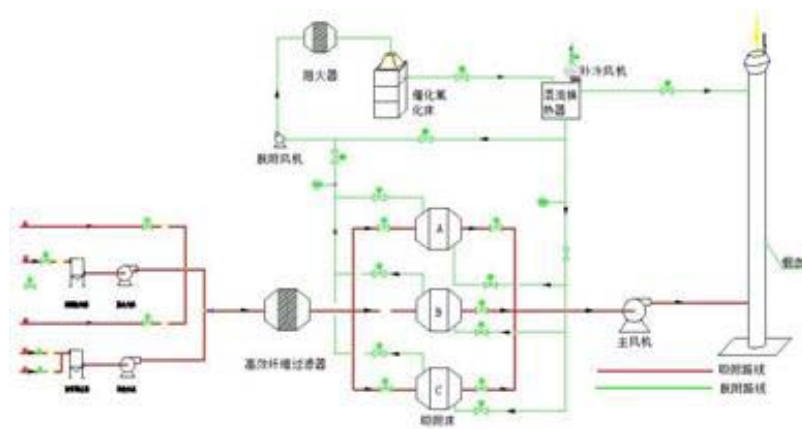 阻火器
催化氧
化床
补冷风机
混流换
热器
脱附风机
A
B
C
高效纤维过滤器
吸附床
主风机
烟囱
吸附路线
脱附路线